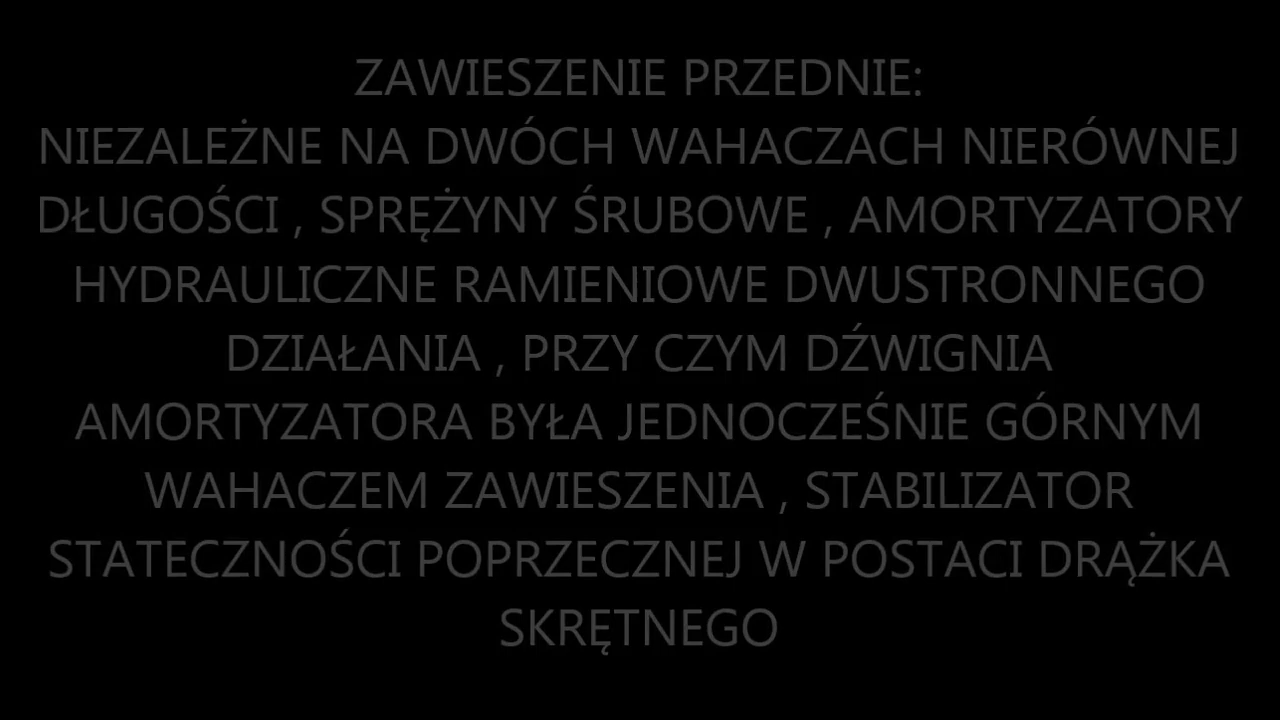 ZAWIESZENIE PRZEDNIE:
NIEZALEŻNE NA DWÓCH WAHACZACH NIERÓWNEJ
DŁUGOŚCI , SPRĘŻYNY ŚRUBOWE , AMORTYZATORY
HYDRAULICZNE RAMIENIOWE DWUSTRONNEGO
DZIAŁANIA , PRZY CZYM DŹWIGNIA
AMORTYZATORA BYŁA JEDNOCZEŚNIE GÓRNYM
WAHACZEM ZAWIESZENIA , STABILIZATOR
STATECZNOŚCI POPRZECZNEJ W POSTACI DRĄŻKA
SKRĘTNEGO